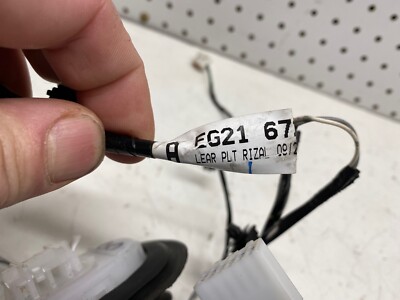 A EG21 67
LEAR PLT RIZAL 09/2